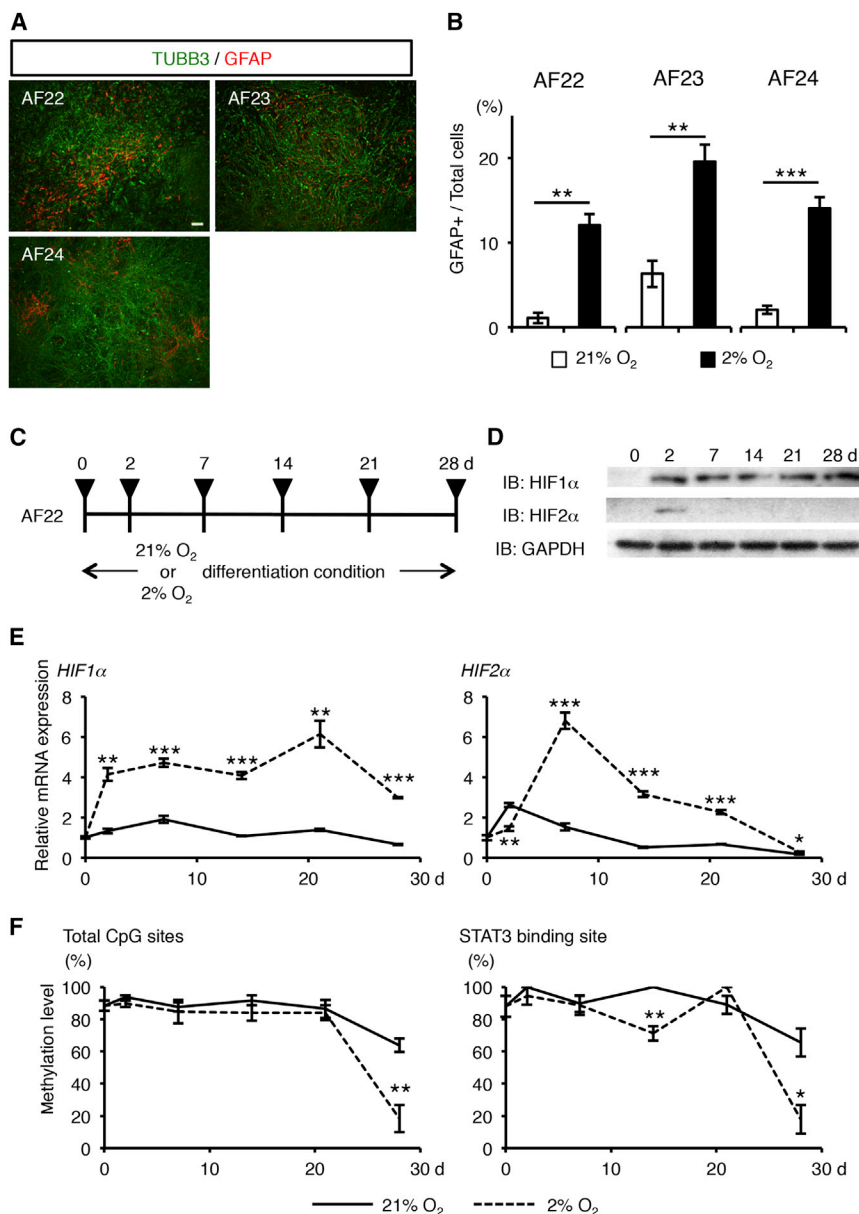 A
TUBB3 / GFAP
AF22
AF23
AF24
B
AF22 AF23 AF24
(%)
GFAP+ / Total cells
20
10
0
** ** ***
21% O₂ 2% O₂
C
0 2 7 14 21 28 d
AF22
21% O₂
or
2% O₂
differentiation condition
D
0 2 7 14 21 28 d
IB: HIF1α
IB: HIF2α
IB: GAPDH
E
Relative mRNA expression
HIF1α
8
6
4
2
0
** *** *** ** ***
0 10 20 30 d
HIF2α
8
6
4
2
0
** *** *** *** *
0 10 20 30 d
F
Methylation level
Total CpG sites
(%)
100
80
60
40
20
0
**
0 10 20 30 d
STAT3 binding site
(%)
100
80
60
40
20
0
** *
0 10 20 30 d
21% O₂ 2% O₂